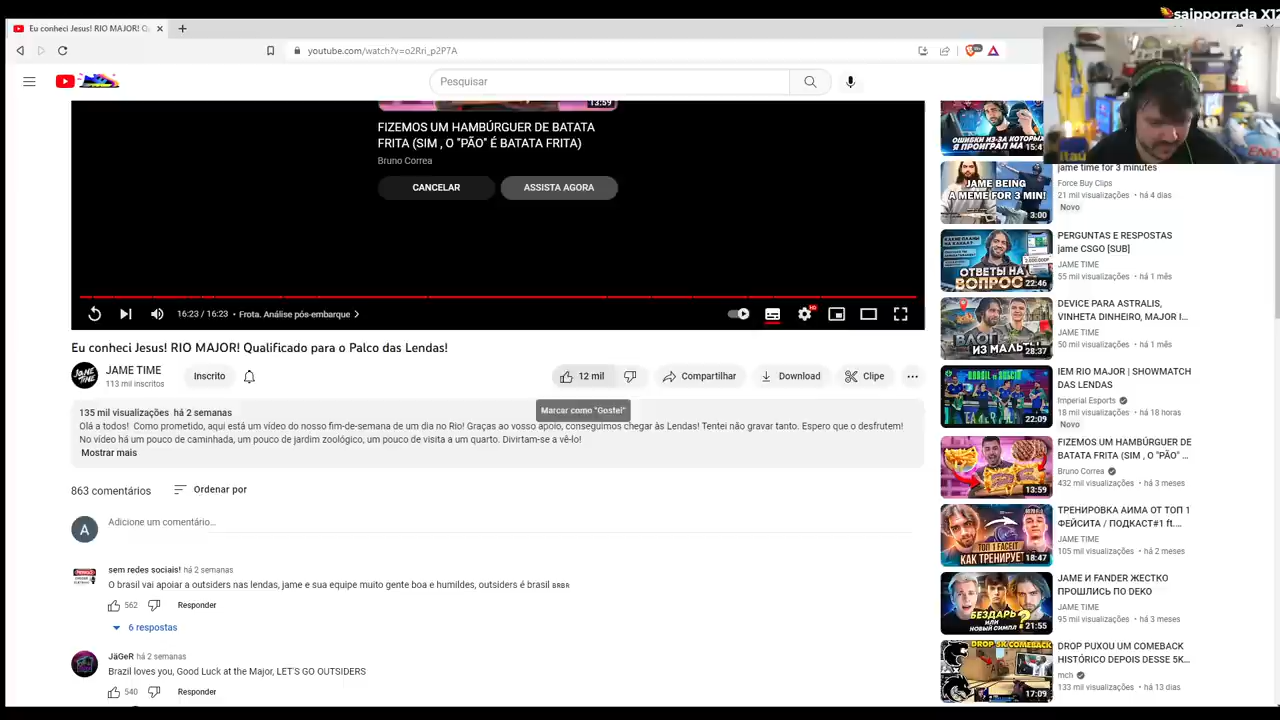 saipporrada X12
Eu conheci Jesus! RIO MAJOR! Q
youtube.com/watch?v=o2Rri_p2P7A
Pesquisar
13:59
FIZEMOS UM HAMBÚRGUER DE BATATA
FRITA (SIM , O "PÃO" É BATATA FRITA)
Bruno Correa
CANCELAR
ASSISTA AGORA
16:23 / 16:23 • Frota. Análise pós-embarque
HD
Eu conheci Jesus! RIO MAJOR! Qualificado para o Palco das Lendas!
JAME TIME
JAME TIME
113 mil inscritos
Inscrito
12 mil
Compartilhar
Download
Clipe
Marcar como "Gostei"
135 mil visualizações há 2 semanas
Olá a todos! Como prometido, aqui está um vídeo do nosso fim-de-semana de um dia no Rio! Graças ao vosso apoio, conseguimos chegar às Lendas! Tentei não gravar tanto. Espero que o desfrutem!
No vídeo há um pouco de caminhada, um pouco de jardim zoológico, um pouco de visita a um quarto. Divirtam-se a vê-lo!
Mostrar mais
863 comentários
Ordenar por
A
Adicione um comentário...
sem redes sociais! há 2 semanas
O brasil vai apoiar a outsiders nas lendas, jame e sua equipe muito gente boa e humildes, outsiders é brasil BRBR
562
Responder
6 respostas
JäGeR há 2 semanas
Brazil loves you, Good Luck at the Major, LET'S GO OUTSIDERS
540
Responder
ОШИБКИ ИЗ-ЗА КОТОРЫХ
Я ПРОИГРАЛ МА
15:4
JAME BEING
A MEME FOR 3 MIN!
3:00
jame time for 3 minutes
Force Buy Clips
21 mil visualizações • há 4 dias
Novo
ОТВЕТЫ НА
ВОПРОС
22:46
PERGUNTAS E RESPOSTAS
jame CSGO [SUB]
JAME TIME
55 mil visualizações • há 1 mês
ВЛОГ
ИЗ МАЛЬТЫ
28:37
DEVICE PARA ASTRALIS,
VINHETA DINHEIRO, MAJOR I...
JAME TIME
50 mil visualizações • há 1 mês
22:09
IEM RIO MAJOR | SHOWMATCH
DAS LENDAS
Imperial Esports
18 mil visualizações • há 18 horas
Novo
13:59
FIZEMOS UM HAMBÚRGUER DE
BATATA FRITA (SIM , O "PÃO" ...
Bruno Correa
432 mil visualizações • há 3 meses
ТОП 1 FACEIT
КАК ТРЕНИРУЕТ
18:47
ТРЕНИРОВКА АИМА ОТ ТОП 1
ФЕЙСИТА / ПОДКАСТ#1 ft....
JAME TIME
105 mil visualizações • há 2 meses
БЕЗДАРЬ
ИЛИ
НОВЫЙ СИМПЛ
?
21:55
JAME И FANDER ЖЕСТКО
ПРОШЛИСЬ ПО DEKO
JAME TIME
95 mil visualizações • há 3 meses
DROP 5K/COMEBACK
17:09
DROP PUXOU UM COMEBACK
HISTÓRICO DEPOIS DESSE 5K...
mch
133 mil visualizações • há 13 dias